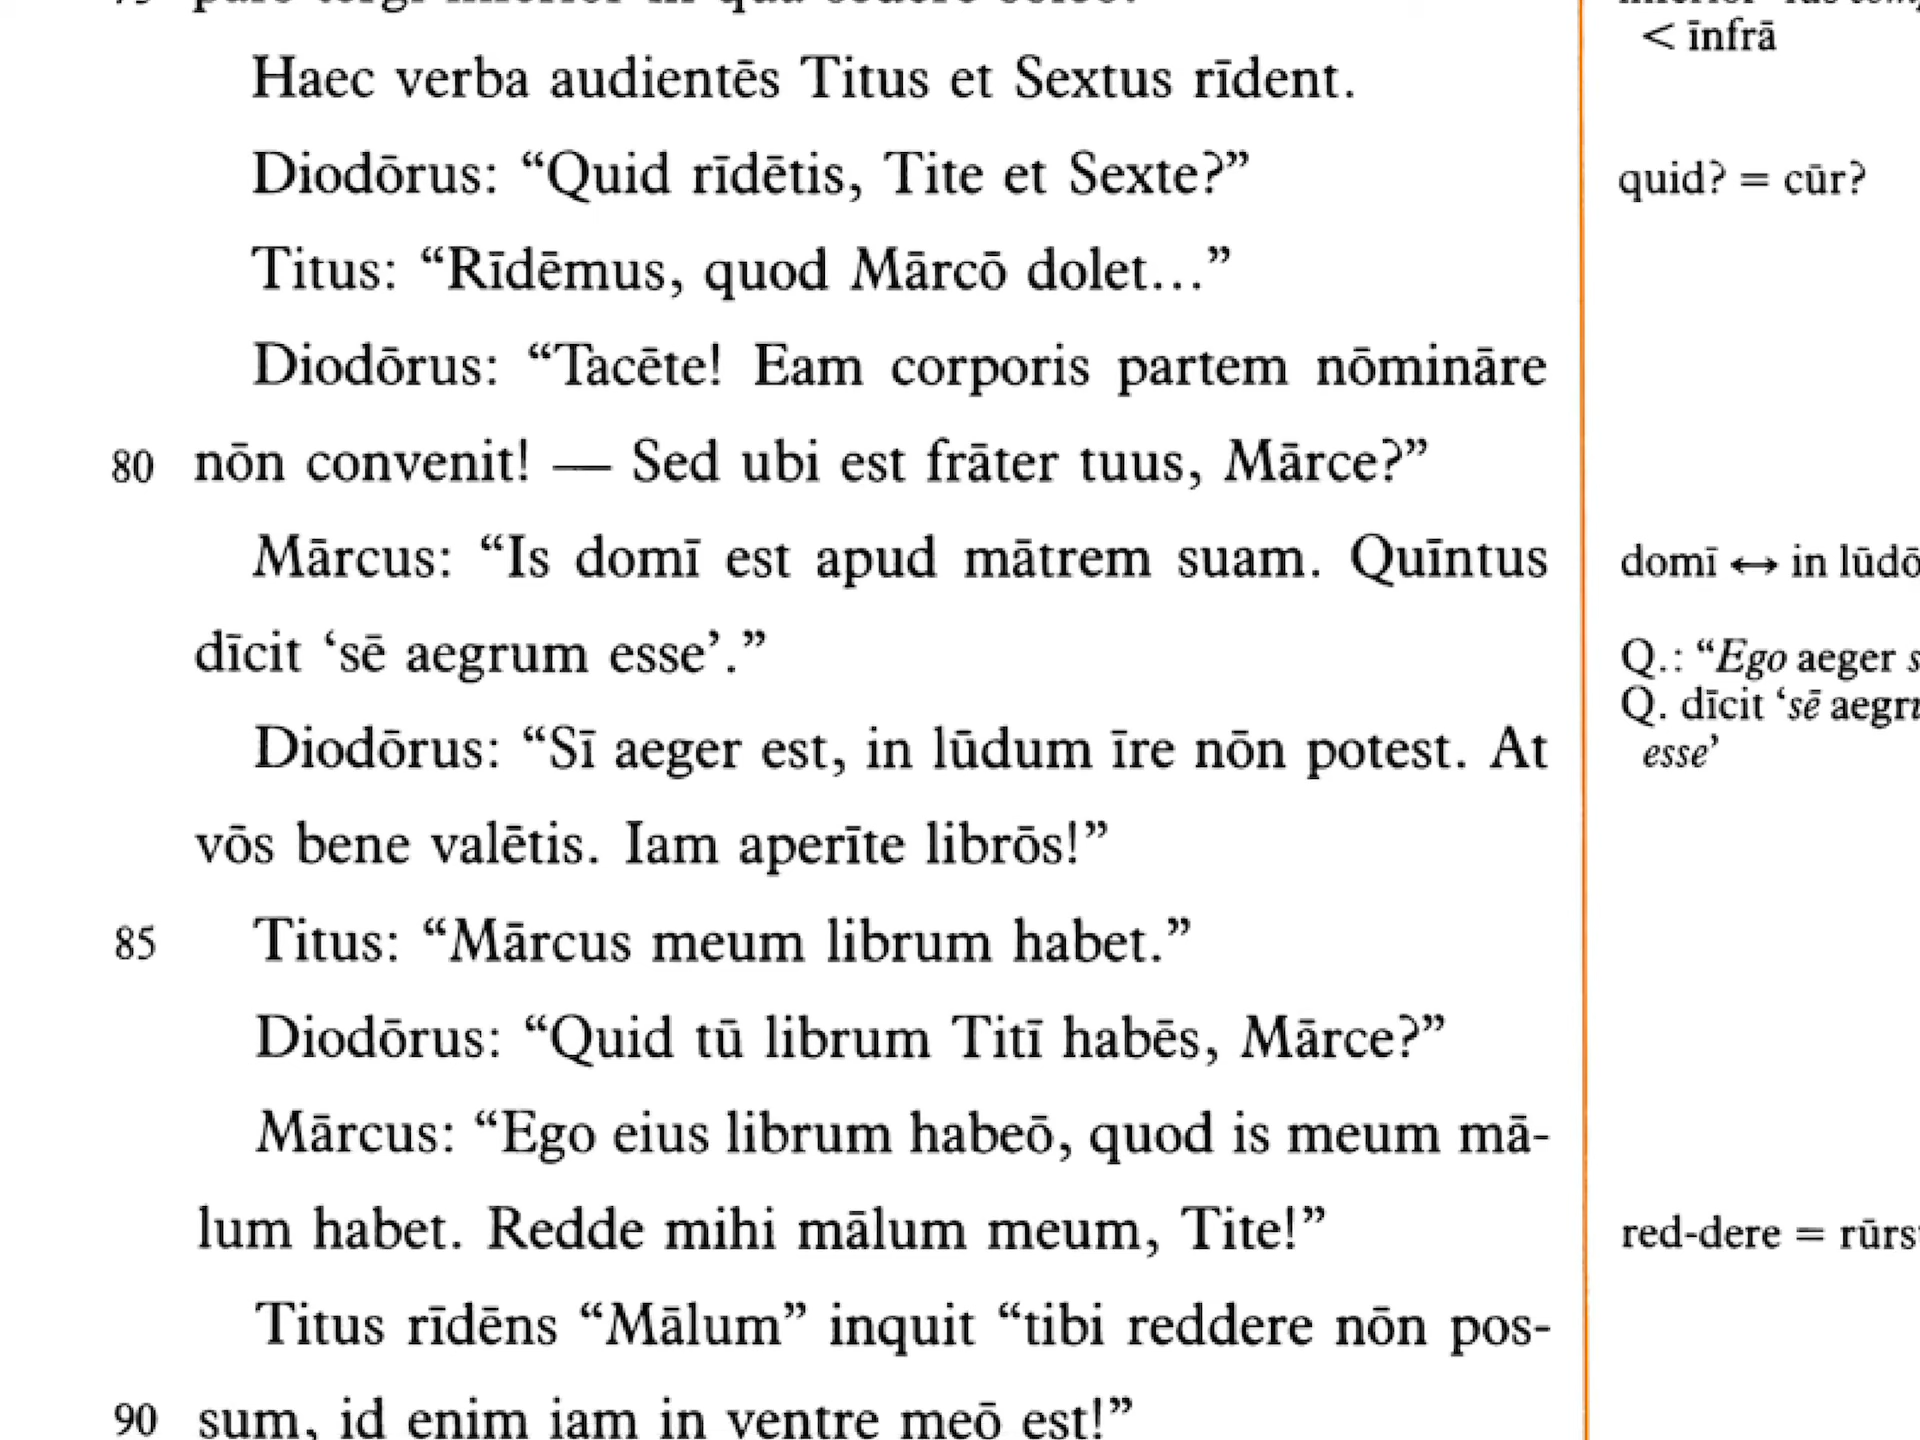 < īnfrā
Haec verba audientēs Titus et Sextus rīdent.
Diodōrus: “Quid rīdētis, Tite et Sexte?”
quid? = cūr?
Titus: “Rīdēmus, quod Mārcō dolet...”
Diodōrus: “Tacēte! Eam corporis partem nōmināre
80 nōn convenit! — Sed ubi est frāter tuus, Mārce?”
Mārcus: “Is domī est apud mātrem suam. Quīntus
domī ↔ in lūdō
dīcit ‘sē aegrum esse’.”
Q.: “Ego aeger
Q. dīcit ‘sē
esse’
Diodōrus: “Sī aeger est, in lūdum īre nōn potest. At
vōs bene valētis. Iam aperīte librōs!”
85 Titus: “Mārcus meum librum habet.”
Diodōrus: “Quid tū librum Titī habēs, Mārce?”
Mārcus: “Ego eius librum habeō, quod is meum mā-
lum habet. Redde mihi mālum meum, Tite!”
red-dere =
Titus rīdēns “Mālum” inquit “tibi reddere nōn pos-
90 sum, id enim iam in ventre meō est!”